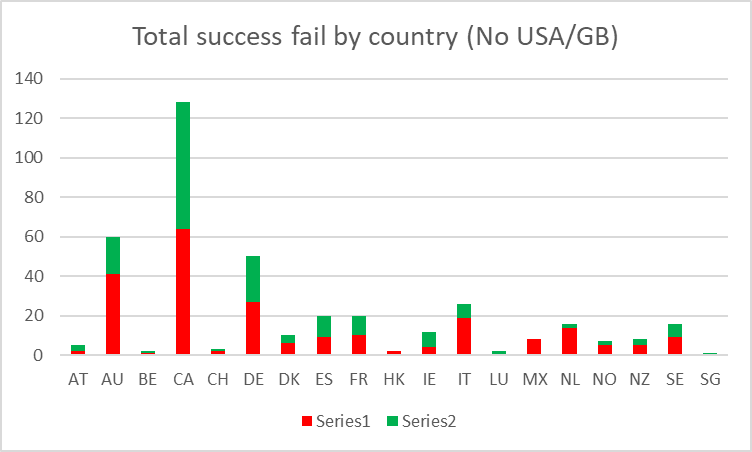 Total success fail by country (No USA/GB)
140
120
100
80
60
40
20
0
AT AU BE CA CH DE DK ES FR HK IE IT LU MX NL NO NZ SE SG
Series1 Series2